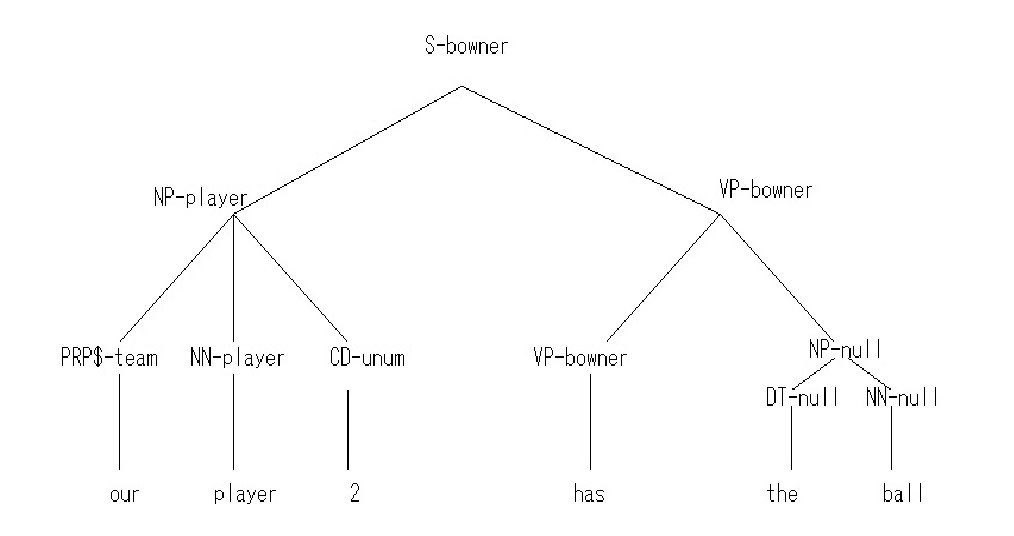 S-bowner
NP-player VP-bowner
PRP$-team NN-player CD-unum VP-bowner NP-null
DT-null NN-null
our player 2 has the ball